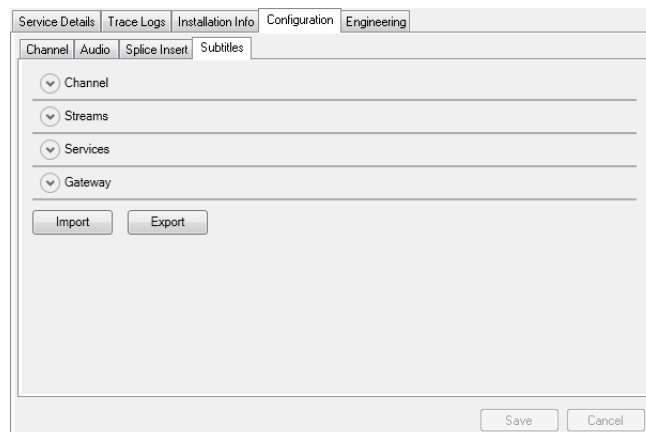 Service Details Trace Logs Installation Info Configuration Engineering
Channel Audio Splice Insert Subtitles
Channel
Streams
Services
Gateway
Import Export
Save Cancel